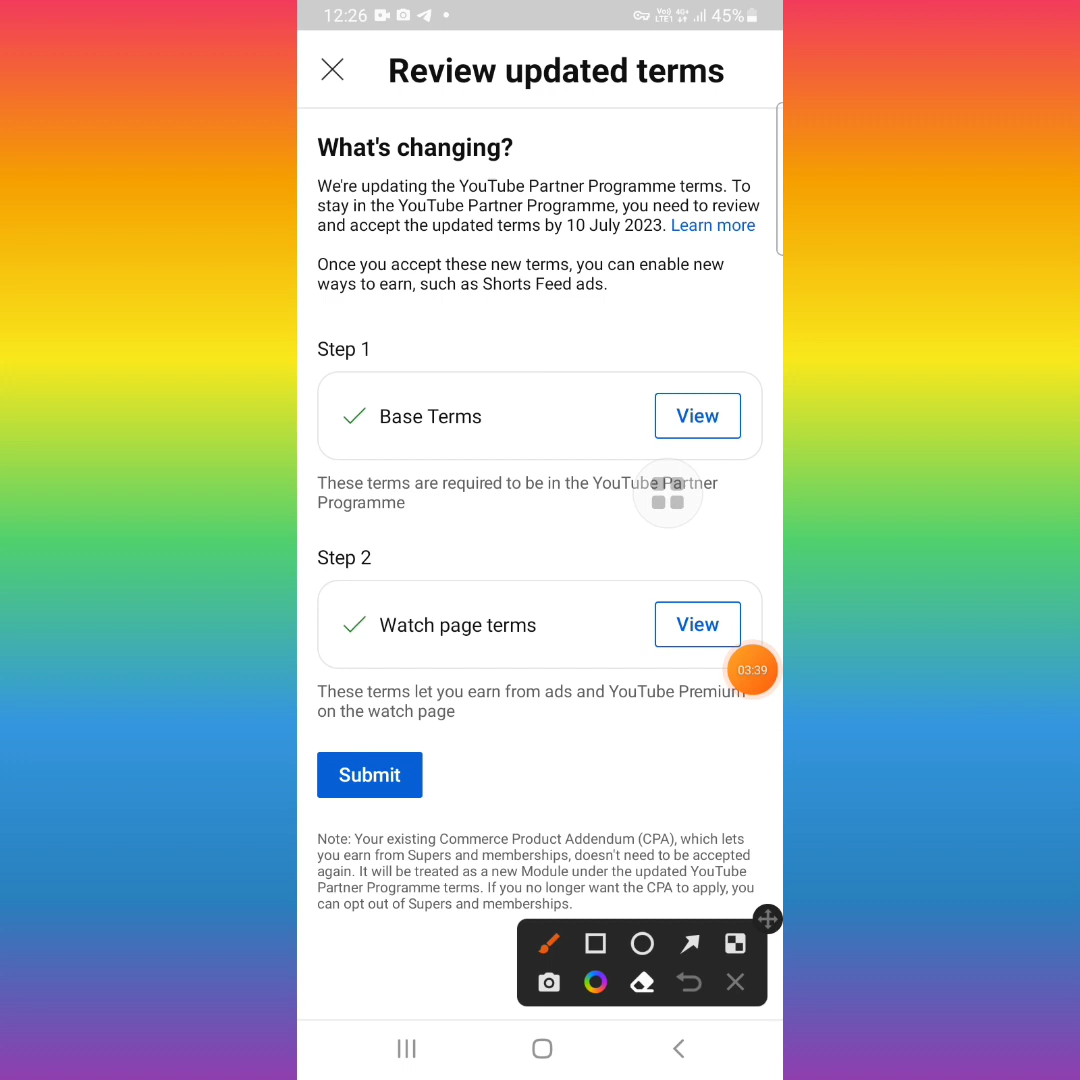 12:26
Vo) 4G+
LTE1
45%
Review updated terms
What's changing?
We're updating the YouTube Partner Programme terms. To
stay in the YouTube Partner Programme, you need to review
and accept the updated terms by 10 July 2023. Learn more
Once you accept these new terms, you can enable new
ways to earn, such as Shorts Feed ads.
Step 1
Base Terms
View
These terms are required to be in the YouTube Partner
Programme
Step 2
Watch page terms
View
03:39
These terms let you earn from ads and YouTube Premium
on the watch page
Submit
Note: Your existing Commerce Product Addendum (CPA), which lets
you earn from Supers and memberships, doesn't need to be accepted
again. It will be treated as a new Module under the updated YouTube
Partner Programme terms. If you no longer want the CPA to apply, you
can opt out of Supers and memberships.